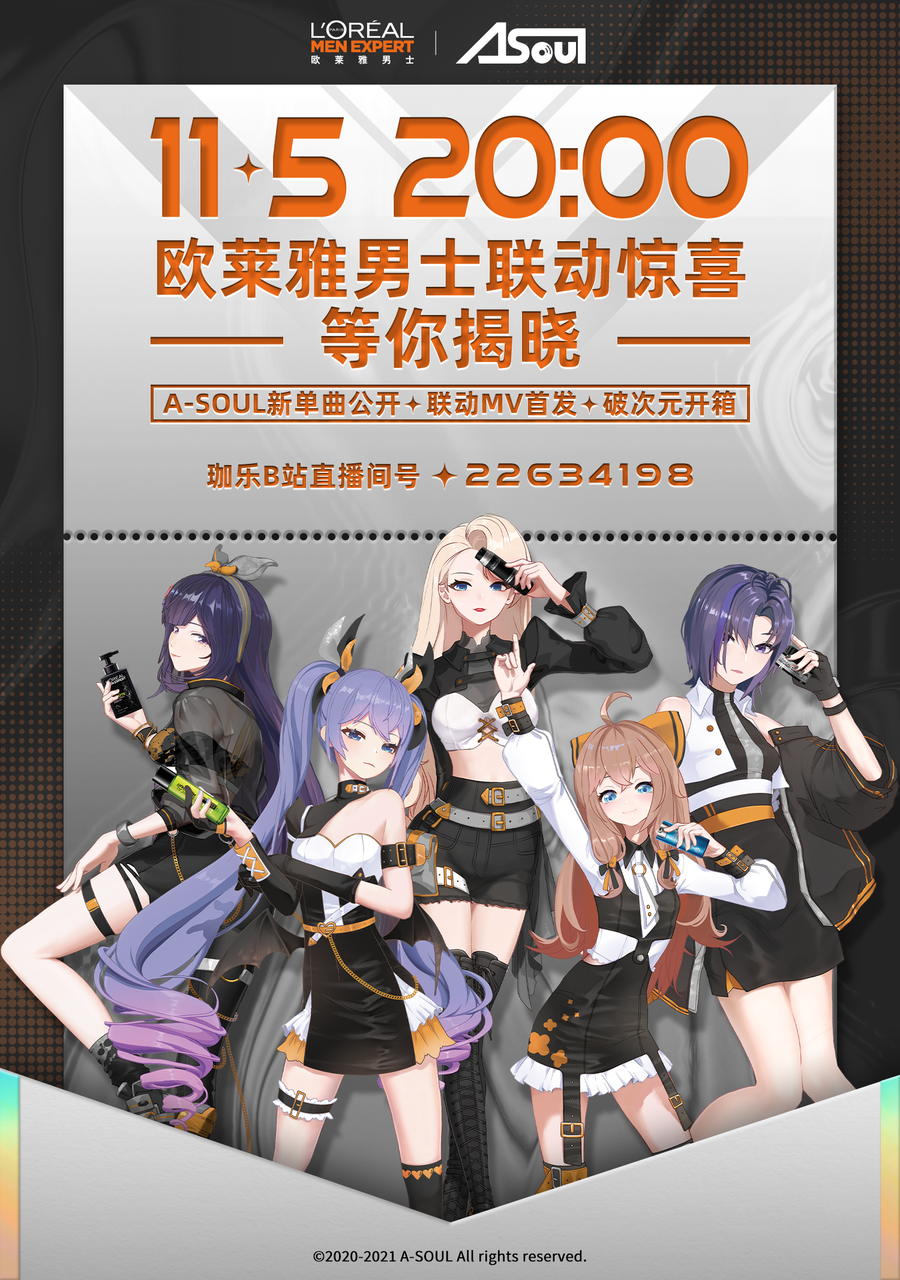 L'ORÉAL
PARIS
MEN EXPERT
欧莱雅男士
ASoul
11✦5 20:00
欧莱雅男士联动惊喜
等你揭晓
A-SOUL新单曲公开✦联动MV首发✦破次元开箱
珈乐B站直播间号✦22634198
©2020-2021 A-SOUL All rights reserved.